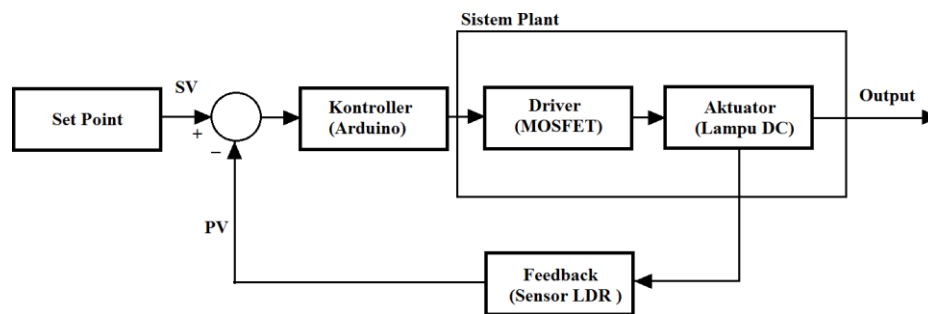 Sistem Plant
SV
Set Point
+
−
Kontroller
(Arduino)
Driver
(MOSFET)
Aktuator
(Lampu DC)
Output
PV
Feedback
(Sensor LDR )